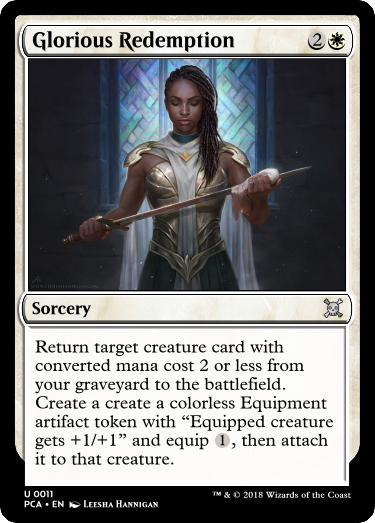 Glorious Redemption 2
Sorcery
Return target creature card with
converted mana cost 2 or less from
your graveyard to the battlefield.
Create a create a colorless Equipment
artifact token with “Equipped creature
gets +1/+1” and equip 1, then attach
it to that creature.
U 0011
PCA • EN Leesha Hannigan
™ & © 2018 Wizards of the Coast